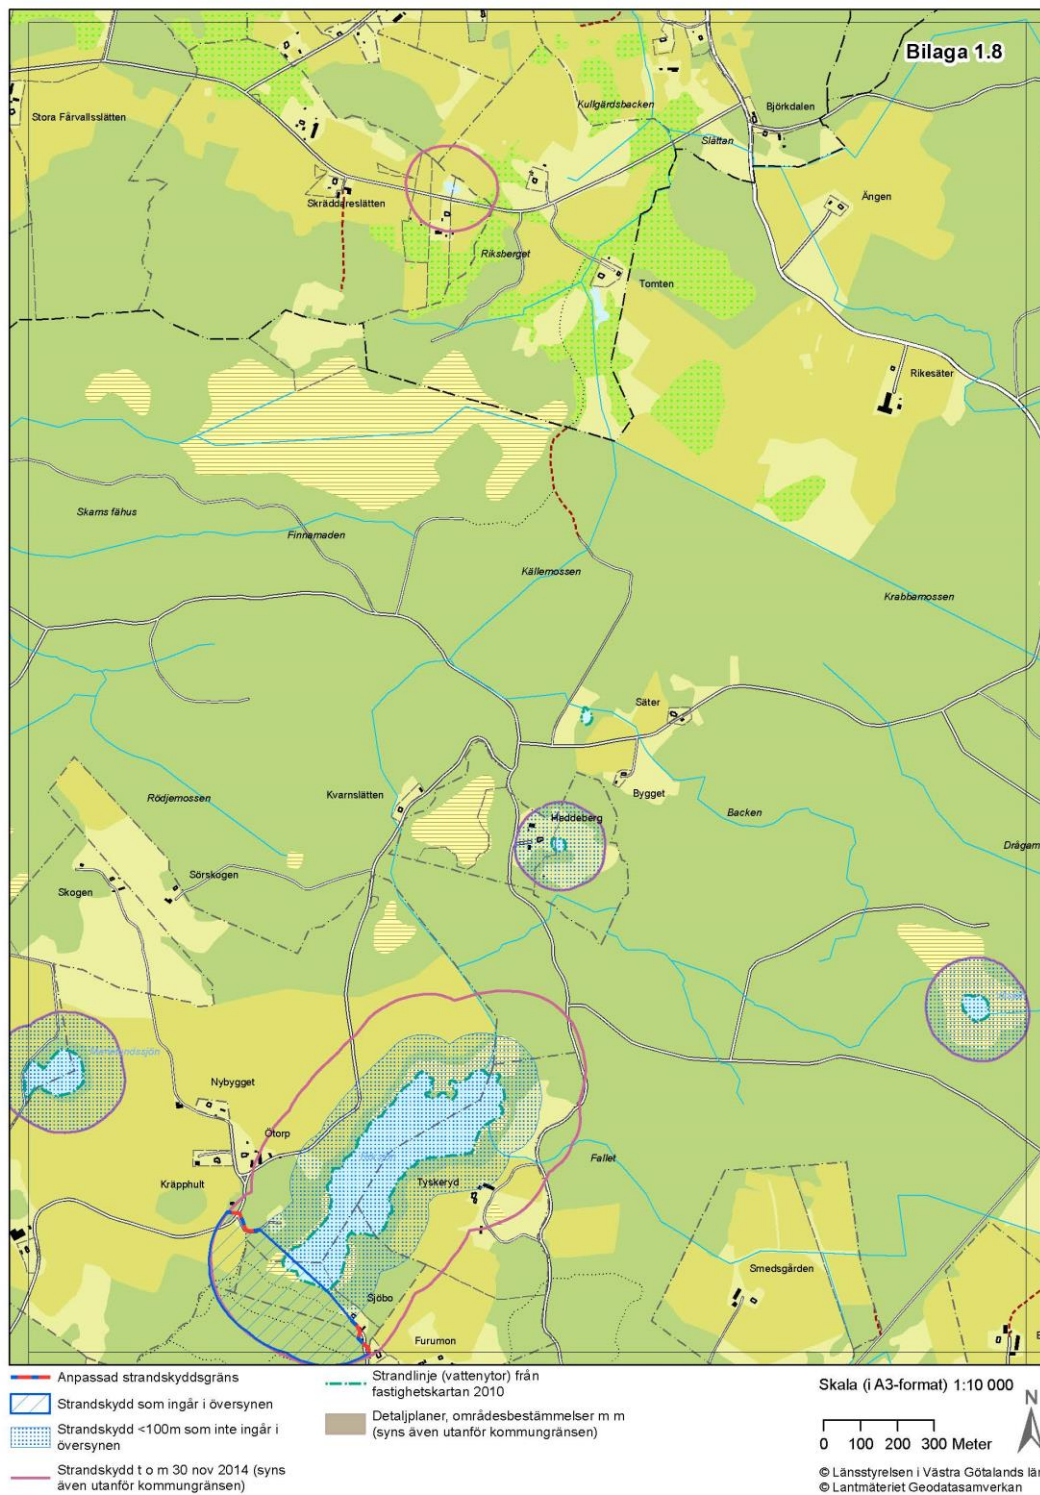 Bilaga 1.8
Kullgärdsbacken
Björkdalen
Stora Fårvallsslätten
Slättan
Skräddareslätten
Ängen
Riksberget
Tomten
Rikesäter
Skams fähus
Finnamaden
Källemossen
Krabbamossen
Säter
Kvarnslätten
Bygget
Rödjemossen
Backen
Heddeberg
Drågam
Skogen
Sörskogen
Nybygget
Ötorp
Fallet
Kräpphult
Tyskeryd
Smedsgården
Sjöbo
Furumon
Anpassad strandskyddsgräns
Strandskydd som ingår i översynen
Strandskydd <100m som inte ingår i
översynen
Strandskydd t o m 30 nov 2014 (syns
även utanför kommungränsen)
Strandlinje (vattenytor) från
fastighetskartan 2010
Detaljplaner, områdesbestämmelser m m
(syns även utanför kommungränsen)
Skala (i A3-format) 1:10 000
N
0 100 200 300 Meter
© Länsstyrelsen i Västra Götalands län
© Lantmäteriet Geodatasamverkan